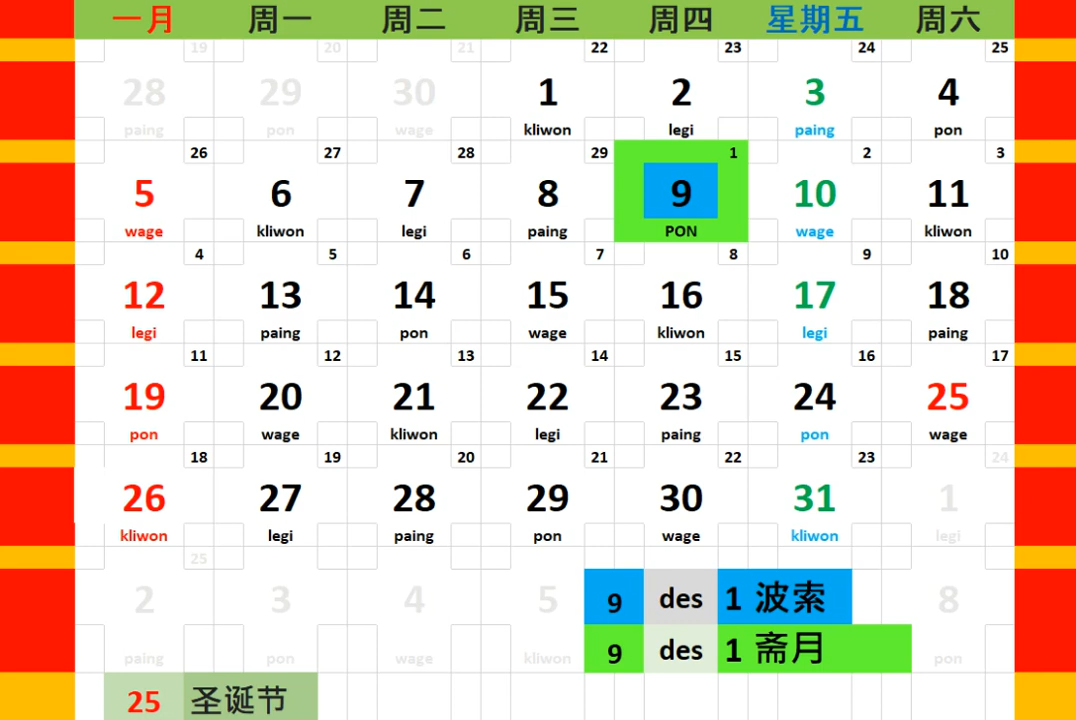 一月 周一 周二 周三 周四 星期五 周六
19 20 21 22 23 24 25
28 29 30 1 2 3 4
paing pon wage kliwon legi paing pon
26 27 28 29 1 2 3
5 6 7 8 9 10 11
wage kliwon legi paing PON wage kliwon
4 5 6 7 8 9 10
12 13 14 15 16 17 18
legi paing pon wage kliwon legi paing
11 12 13 14 15 16 17
19 20 21 22 23 24 25
pon wage kliwon legi paing pon wage
18 19 20 21 22 23 24
26 27 28 29 30 31 1
kliwon legi paing pon wage kliwon legi
25
2 3 4 5 9 des 1 波索 8
paing pon wage kliwon 9 des 1 斋月 pon
25 圣诞节